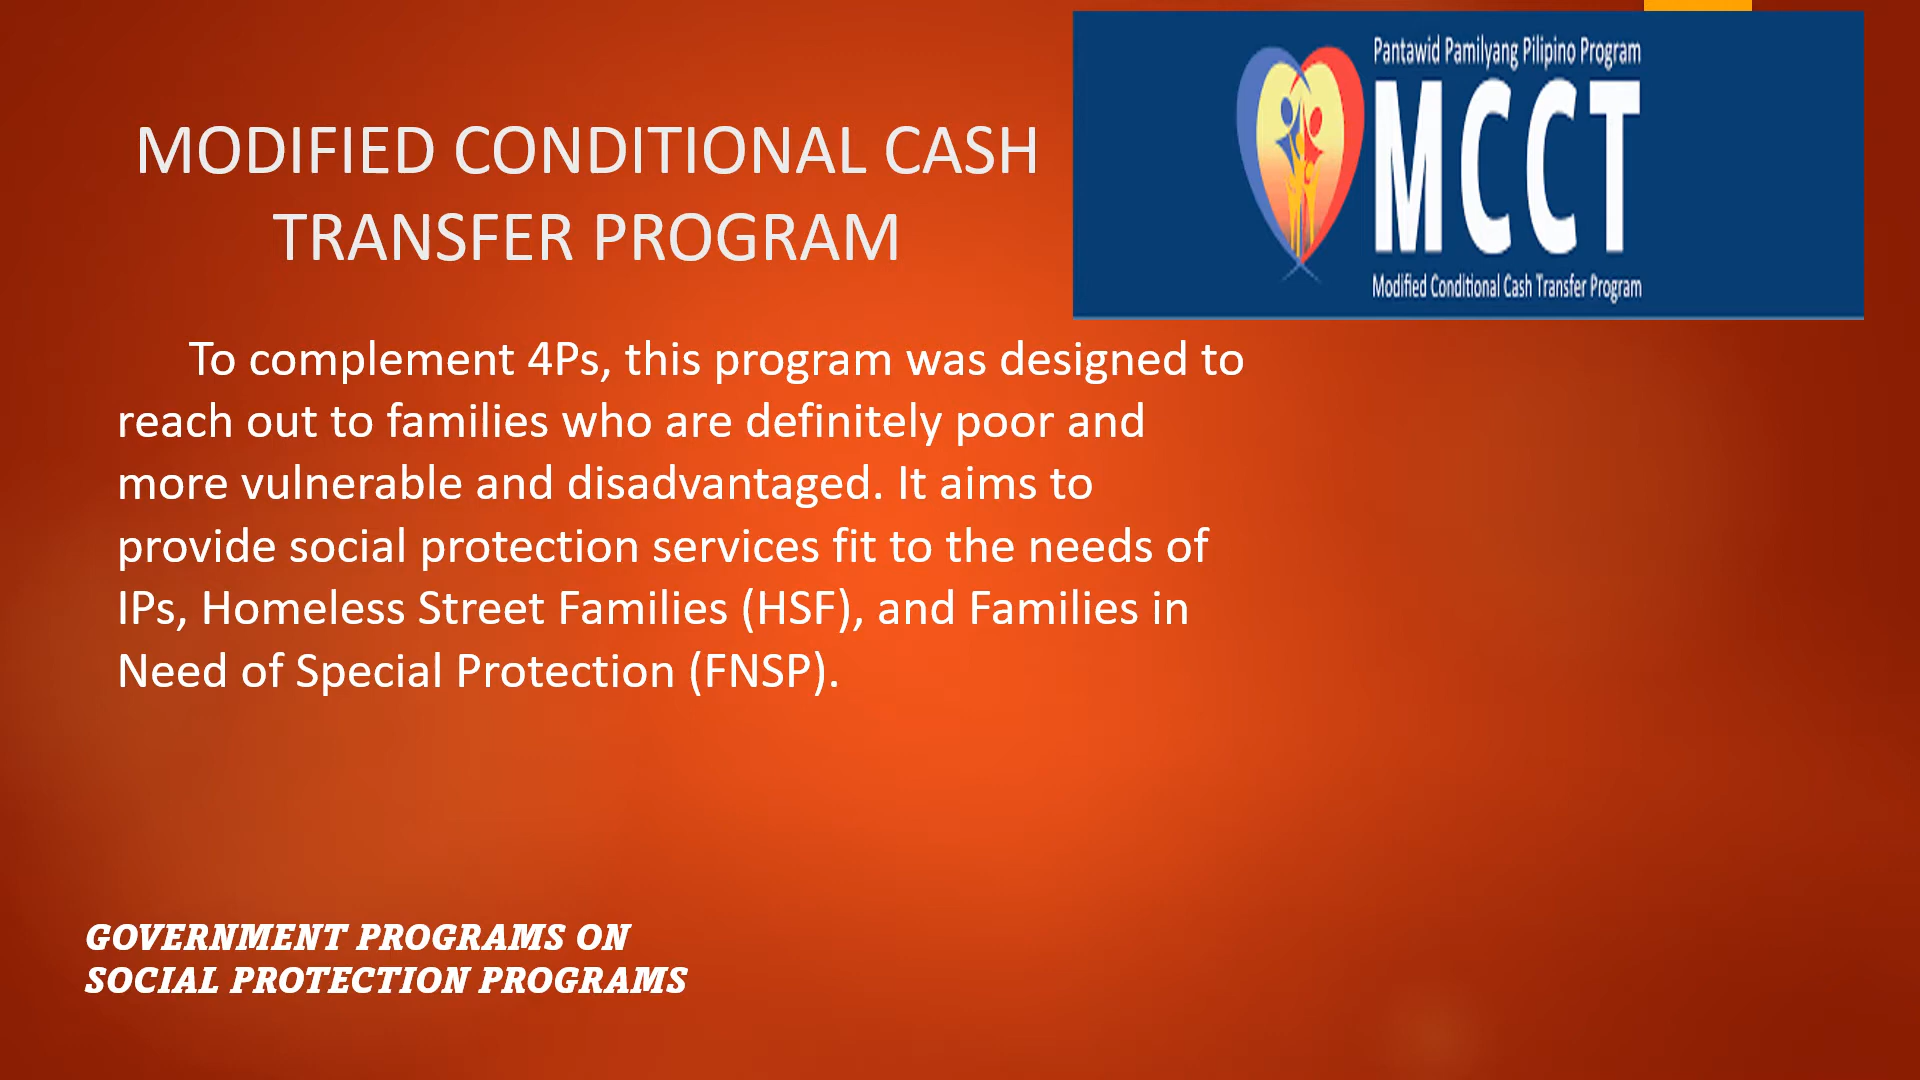 MODIFIED CONDITIONAL CASH
TRANSFER PROGRAM
Pantawid Pamilyang Pilipino Program
MCCT
Modified Conditional Cash Transfer Program
To complement 4Ps, this program was designed to
reach out to families who are definitely poor and
more vulnerable and disadvantaged. It aims to
provide social protection services fit to the needs of
IPs, Homeless Street Families (HSF), and Families in
Need of Special Protection (FNSP).
GOVERNMENT PROGRAMS ON
SOCIAL PROTECTION PROGRAMS